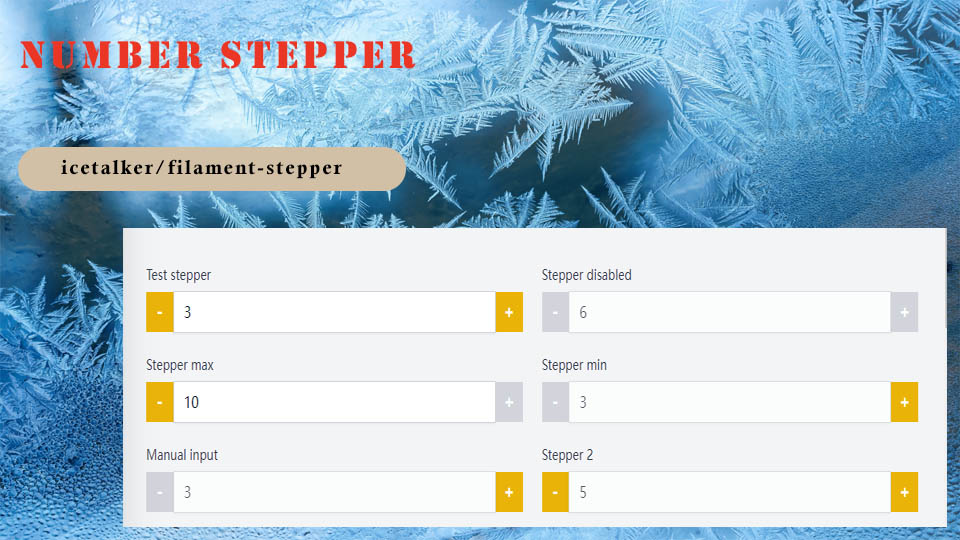 NUMBER STEPPER
icetalker/filament-stepper
Test stepper
Stepper disabled
- 3 +
- 6 +
Stepper max
Stepper min
- 10 +
- 3 +
Manual input
Stepper 2
- 3 +
- 5 +